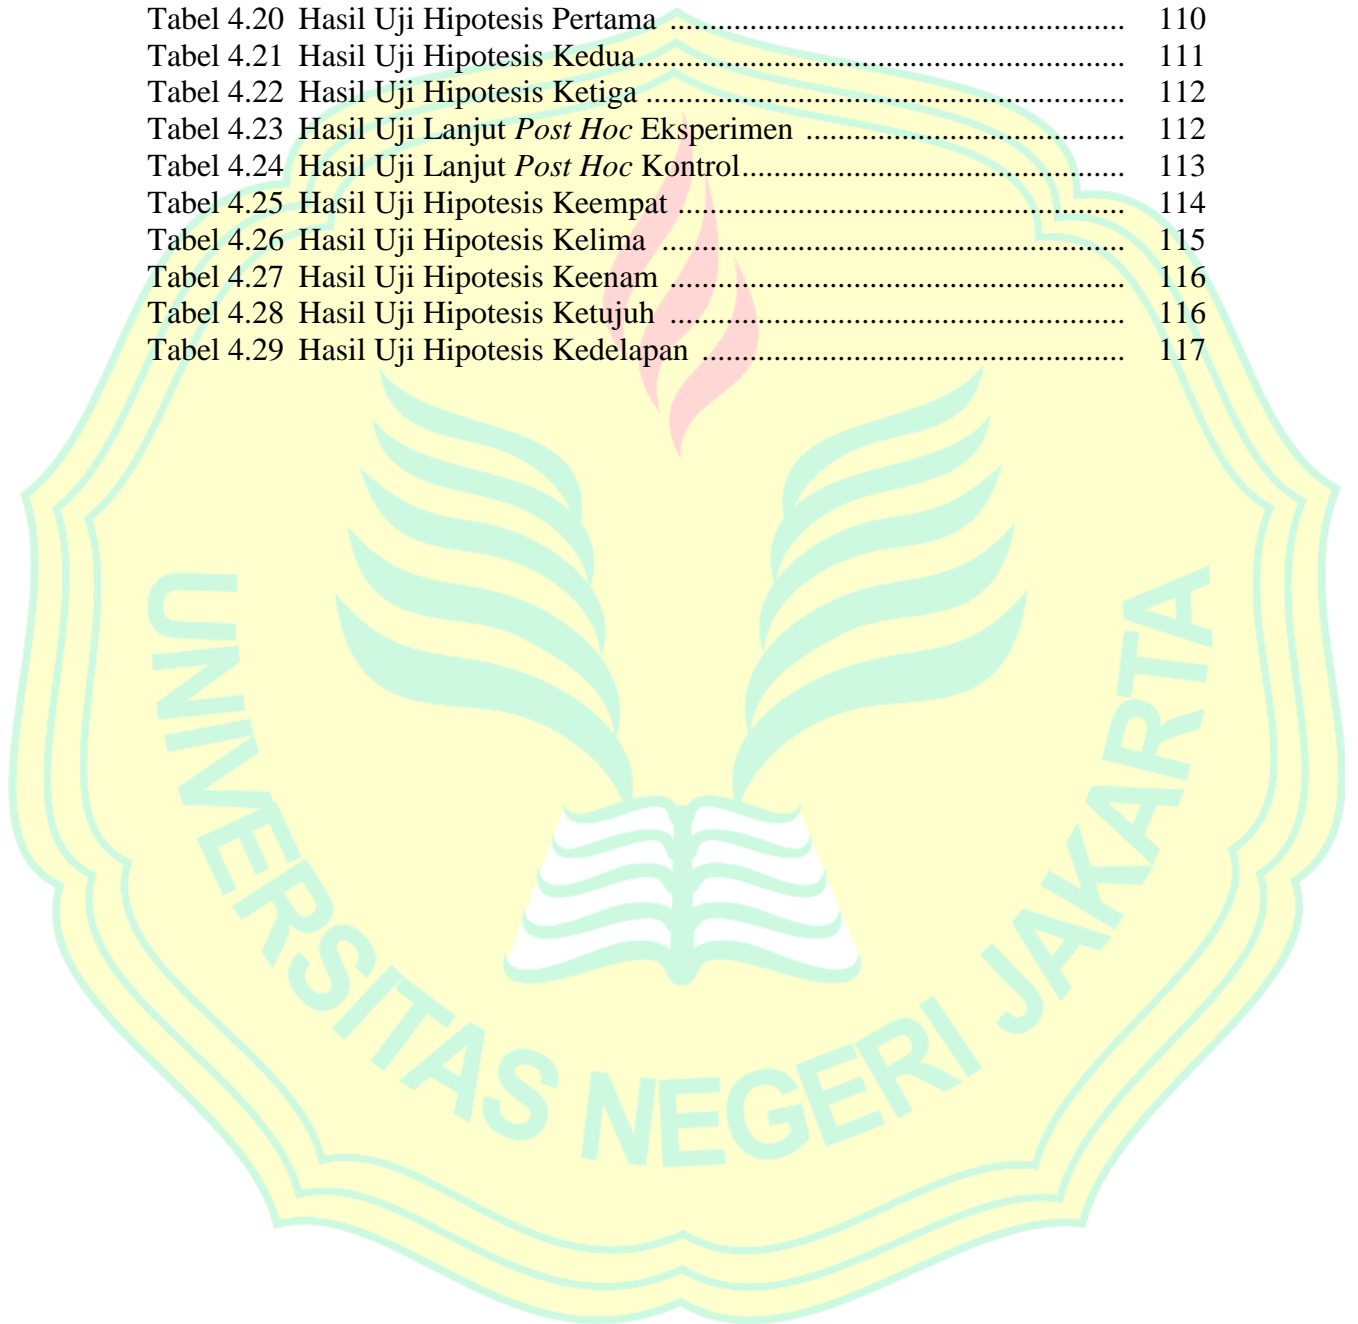 Tabel 4.20 Hasil Uji Hipotesis Pertama ........................................................ 110
Tabel 4.21 Hasil Uji Hipotesis Kedua............................................................ 111
Tabel 4.22 Hasil Uji Hipotesis Ketiga ........................................................... 112
Tabel 4.23 Hasil Uji Lanjut Post Hoc Eksperimen ....................................... 112
Tabel 4.24 Hasil Uji Lanjut Post Hoc Kontrol............................................... 113
Tabel 4.25 Hasil Uji Hipotesis Keempat ....................................................... 114
Tabel 4.26 Hasil Uji Hipotesis Kelima ......................................................... 115
Tabel 4.27 Hasil Uji Hipotesis Keenam ........................................................ 116
Tabel 4.28 Hasil Uji Hipotesis Ketujuh ........................................................ 116
Tabel 4.29 Hasil Uji Hipotesis Kedelapan .................................................... 117
UNIVERSITAS NEGERI JAKARTA